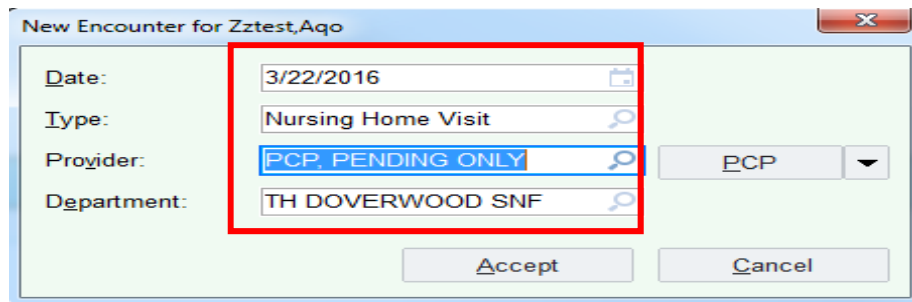 New Encounter for Zztest,Aqo
Date: 3/22/2016
Type: Nursing Home Visit
Provider: PCP, PENDING ONLY PCP
Department: TH DOVERWOOD SNF
Accept Cancel